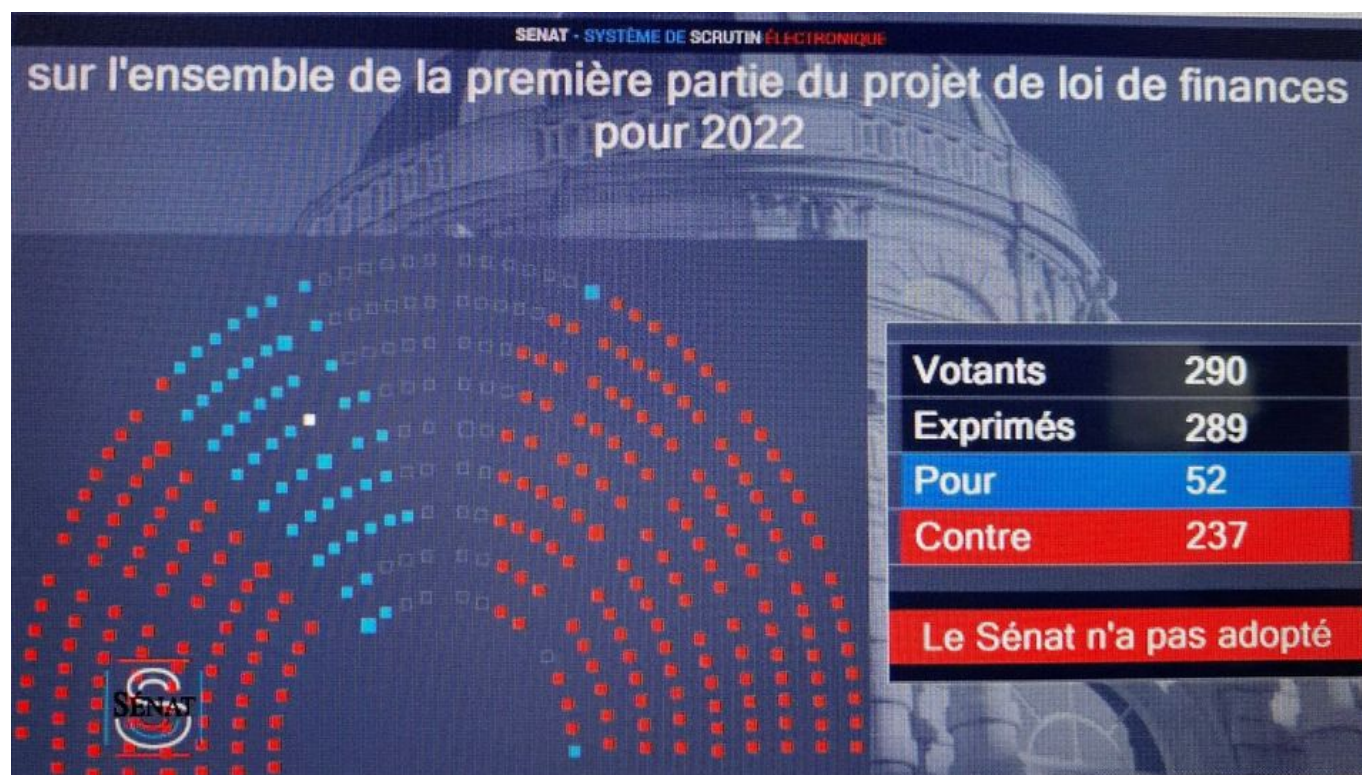 SENAT - SYSTÈME DE SCRUTIN ÉLECTRONIQUE
sur l'ensemble de la première partie du projet de loi de finances
pour 2022
Votants 290
Exprimés 289
Pour 52
Contre 237
Le Sénat n'a pas adopté
SÉNAT